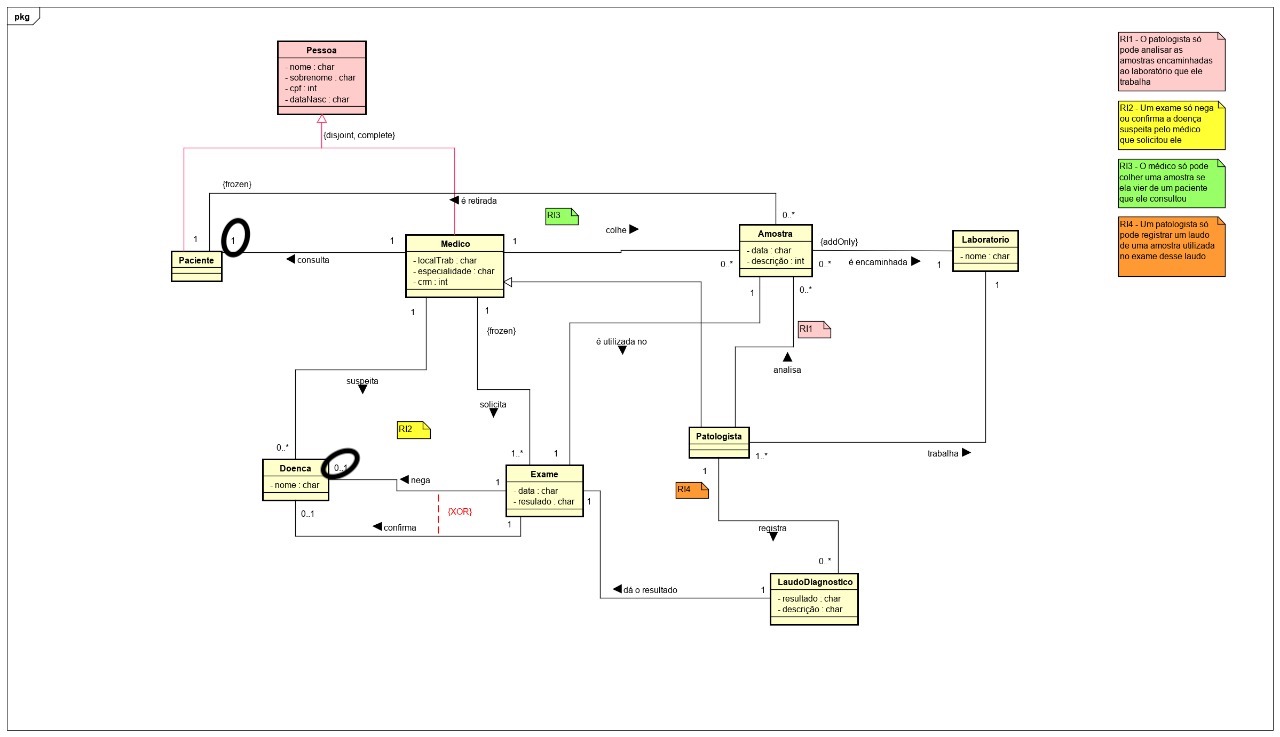 pkg
Pessoa
- nome : char
- sobrenome : char
- cpf : int
- dataNasc : char
{disjoint, complete}
RI1 - O patologista só
pode analisar as
amostras encaminhadas
ao laboratório que ele
trabalha
RI2 - Um exame só nega
ou confirma a doença
suspeita pelo médico
que solicitou ele
RI3 - O médico só pode
colher uma amostra se
ela vier de um paciente
que ele consultou
RI4 - Um patologista só
pode registrar um laudo
de uma amostra utilizada
no exame desse laudo
{frozen}
é retirada
RI3
0..*
1
1
Paciente
consulta
1
Medico
- localTrab : char
- especialidade : char
- crm : int
1
colhe
0..*
Amostra
- data : char
- descrição : int
{addOnly}
0..*
é encaminhada
1
Laboratorio
- nome : char
1
1
1
{frozen}
1
0..*
RI1
é utilizada no
analisa
suspeita
solicita
RI2
0..*
1..*
1
Patologista
1..*
trabalha
Doenca
- nome : char
0..1
nega
1
Exame
- data : char
- resulado : char
1
RI4
0..1
confirma
{XOR}
1
1
registra
0..*
dá o resultado
1
LaudoDiagnostico
- resultado : char
- descrição : char